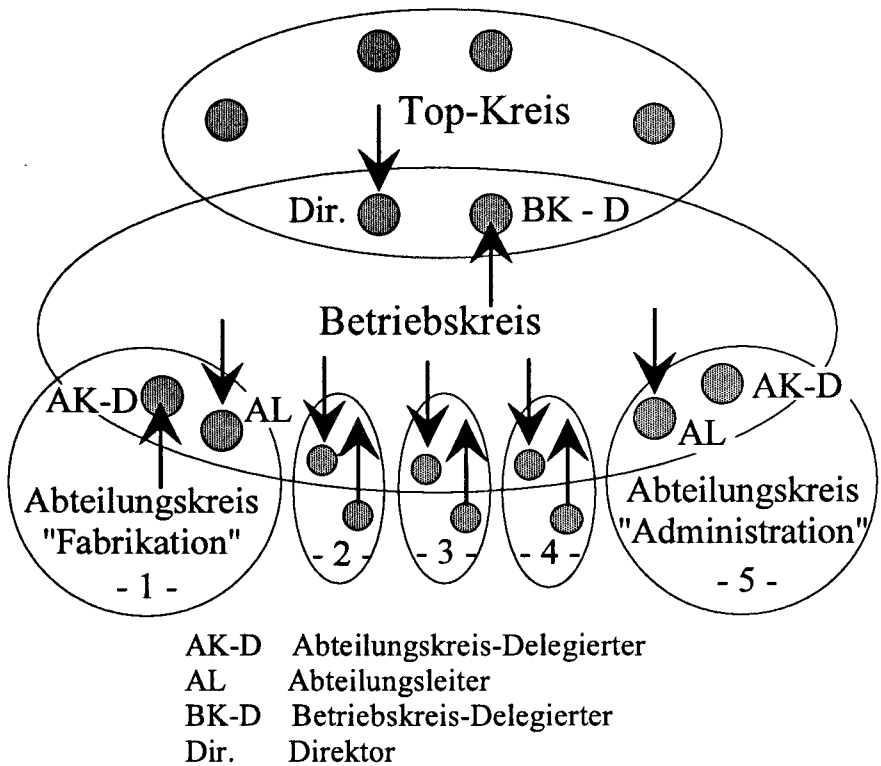 Top-Kreis
Dir.
BK - D
Betriebskreis
AK-D
AL
AK-D
AL
Abteilungskreis
"Fabrikation"
- 1 -
- 2 -
- 3 -
- 4 -
Abteilungskreis
"Administration"
- 5 -
AK-D Abteilungskreis-Delegierter
AL Abteilungsleiter
BK-D Betriebskreis-Delegierter
Dir. Direktor